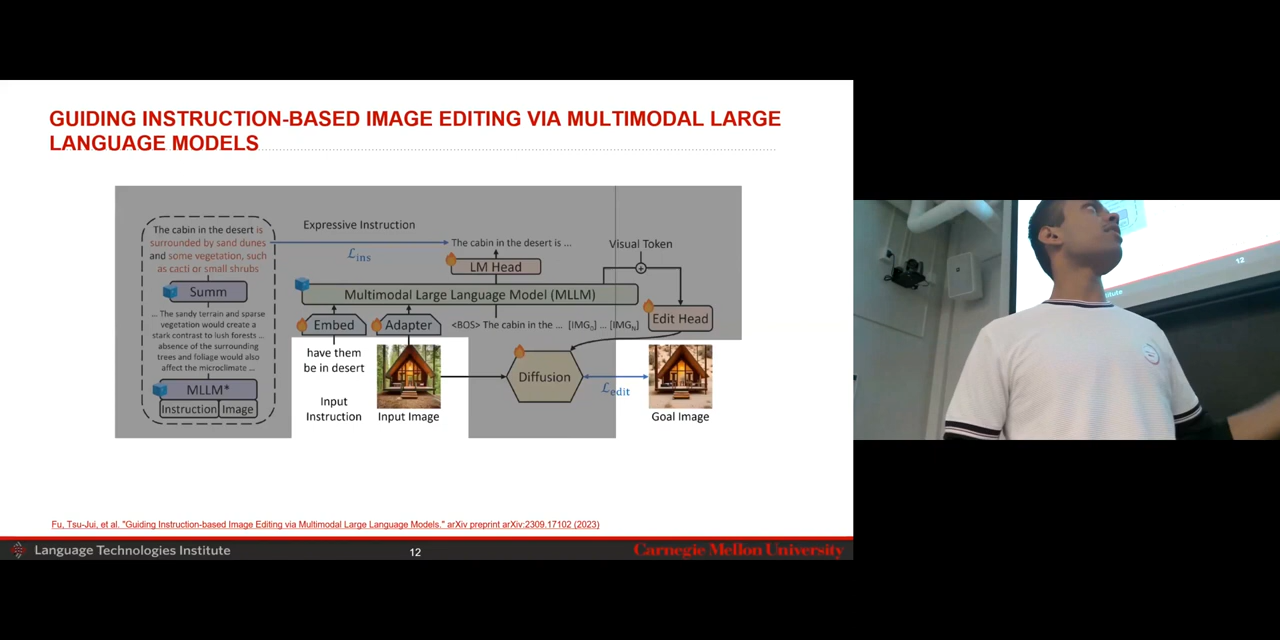 GUIDING INSTRUCTION-BASED IMAGE EDITING VIA MULTIMODAL LARGE
LANGUAGE MODELS
The cabin in the desert is
surrounded by sand dunes
and some vegetation, such
as cacti or small shrubs
Summ
... The sandy terrain and sparse
vegetation would create a
stark contrast to lush forests ...
absence of the surrounding
trees and foliage would also
affect the microclimate ...
MLLM*
Instruction Image
Expressive Instruction
ℒins
The cabin in the desert is ...
LM Head
Visual Token
Multimodal Large Language Model (MLLM)
Embed
Adapter
<BOS> The cabin in the ... [IMG0] ... [IMGN]
Edit Head
have them
be in desert
Input
Instruction
Input Image
Diffusion
ℒedit
Goal Image
Fu, Tsu-Jui, et al. "Guiding Instruction-based Image Editing via Multimodal Large Language Models." arXiv preprint arXiv:2309.17102 (2023)
Language Technologies Institute
12
Carnegie Mellon University
12